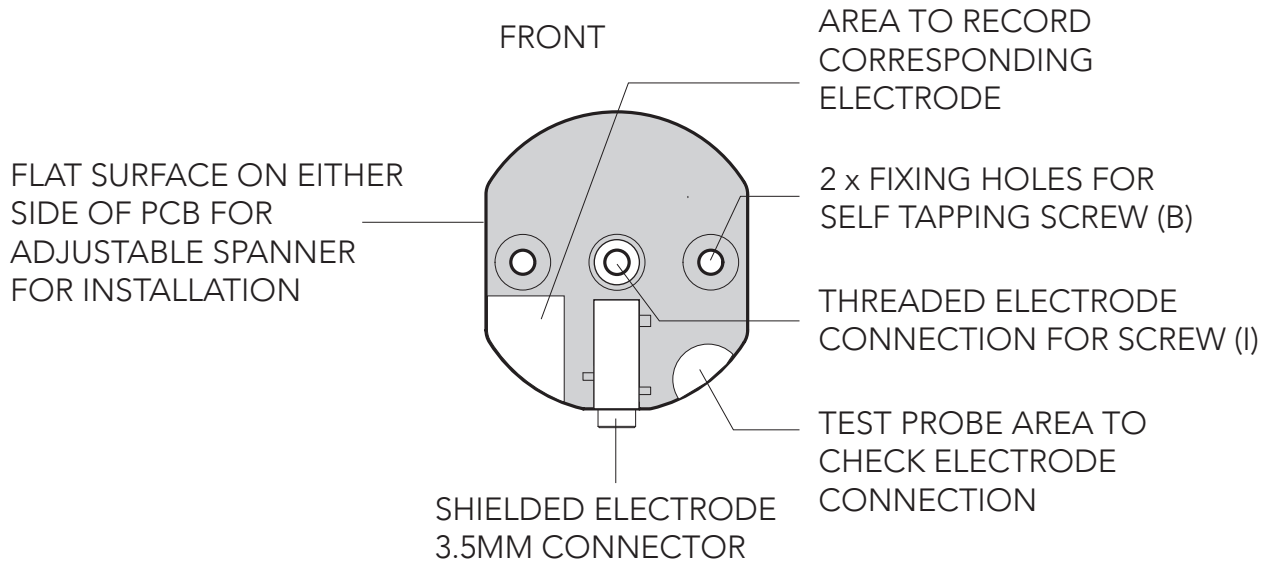 FRONT
AREA TO RECORD
CORRESPONDING
ELECTRODE
FLAT SURFACE ON EITHER
SIDE OF PCB FOR
ADJUSTABLE SPANNER
FOR INSTALLATION
2 x FIXING HOLES FOR
SELF TAPPING SCREW (B)
THREADED ELECTRODE
CONNECTION FOR SCREW (I)
TEST PROBE AREA TO
CHECK ELECTRODE
CONNECTION
SHIELDED ELECTRODE
3.5MM CONNECTOR